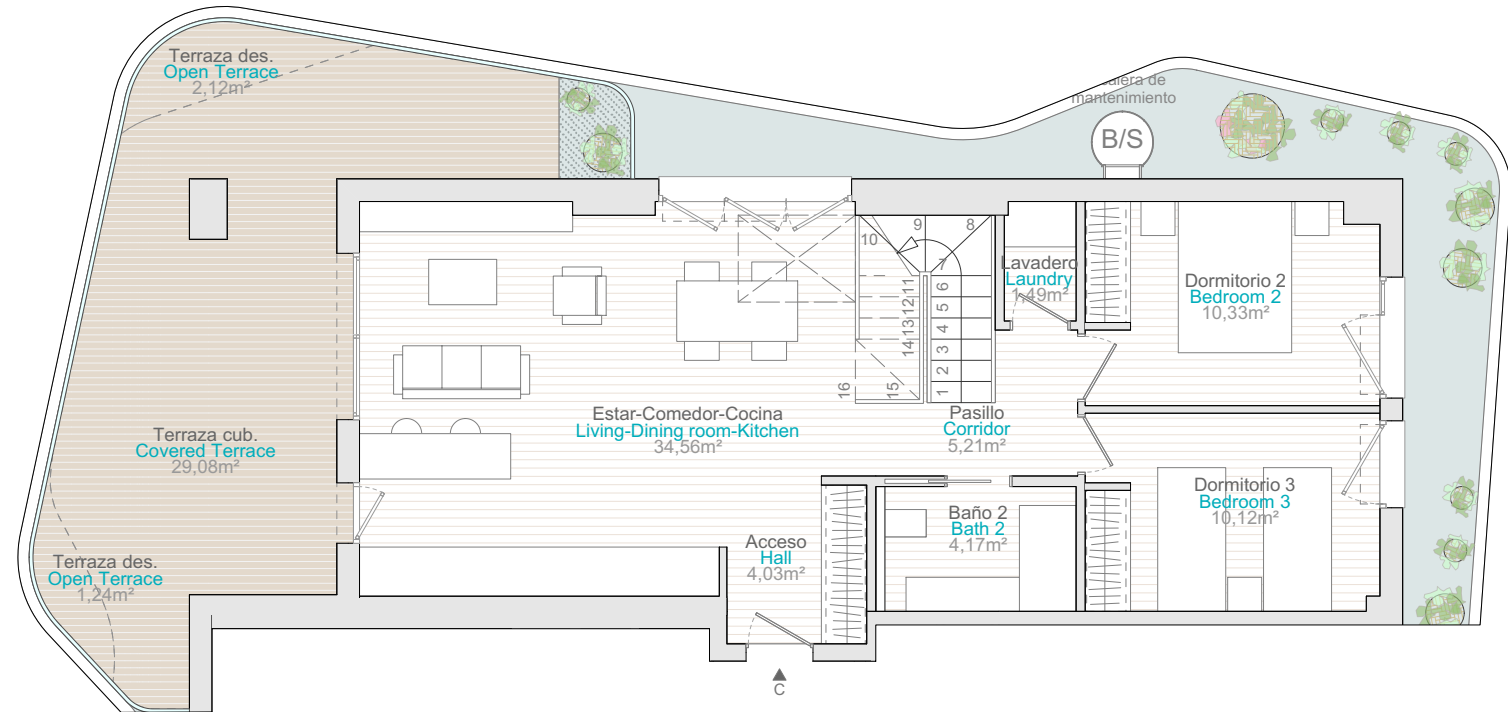 Terraza des.
Open Terrace
2,12m²
mantenimiento
B/S
10
9
8
7
6
5
4
3
2
1
11
12
13
14
15
16
Lavadero
Laundry
1,49m²
Dormitorio 2
Bedroom 2
10,33m²
Estar-Comedor-Cocina
Living-Dining room-Kitchen
34,56m²
Pasillo
Corridor
5,21m²
Terraza cub.
Covered Terrace
29,08m²
Dormitorio 3
Bedroom 3
10,12m²
Baño 2
Bath 2
4,17m²
Acceso
Hall
4,03m²
Terraza des.
Open Terrace
1,24m²
C